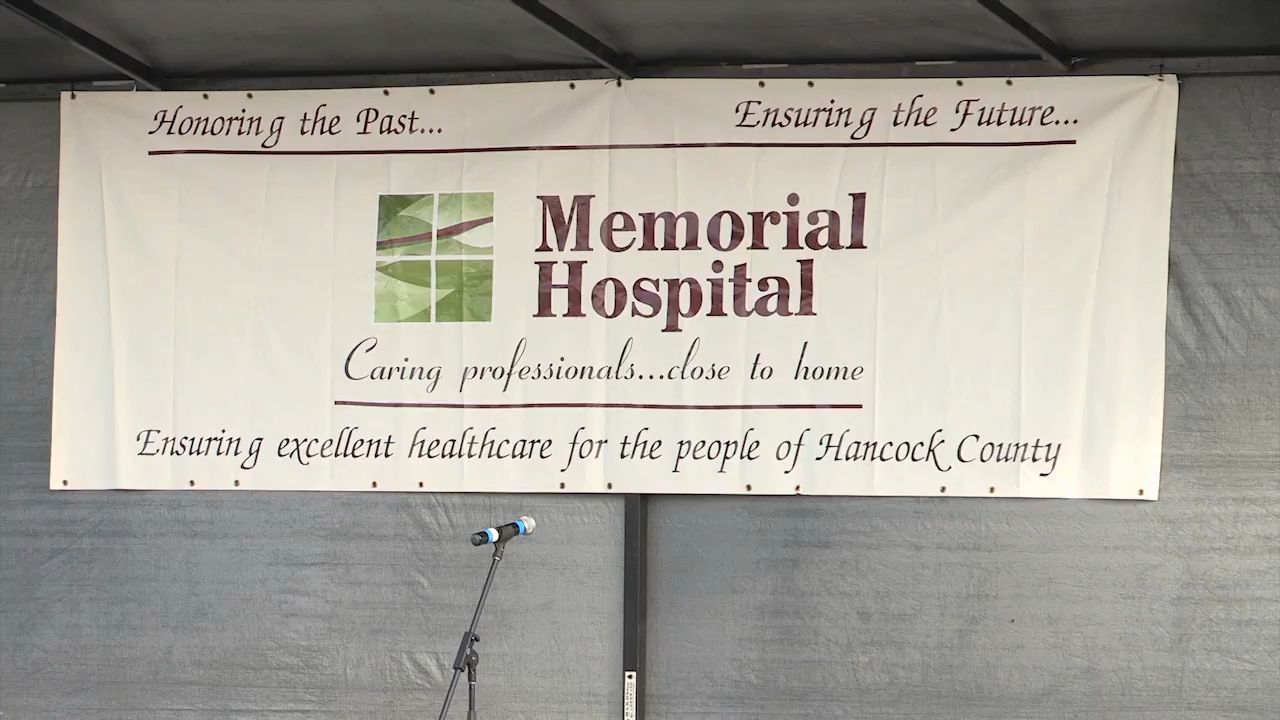 Honoring the Past... Ensuring the Future...
Memorial
Hospital
Caring professionals...close to home
Ensuring excellent healthcare for the people of Hancock County